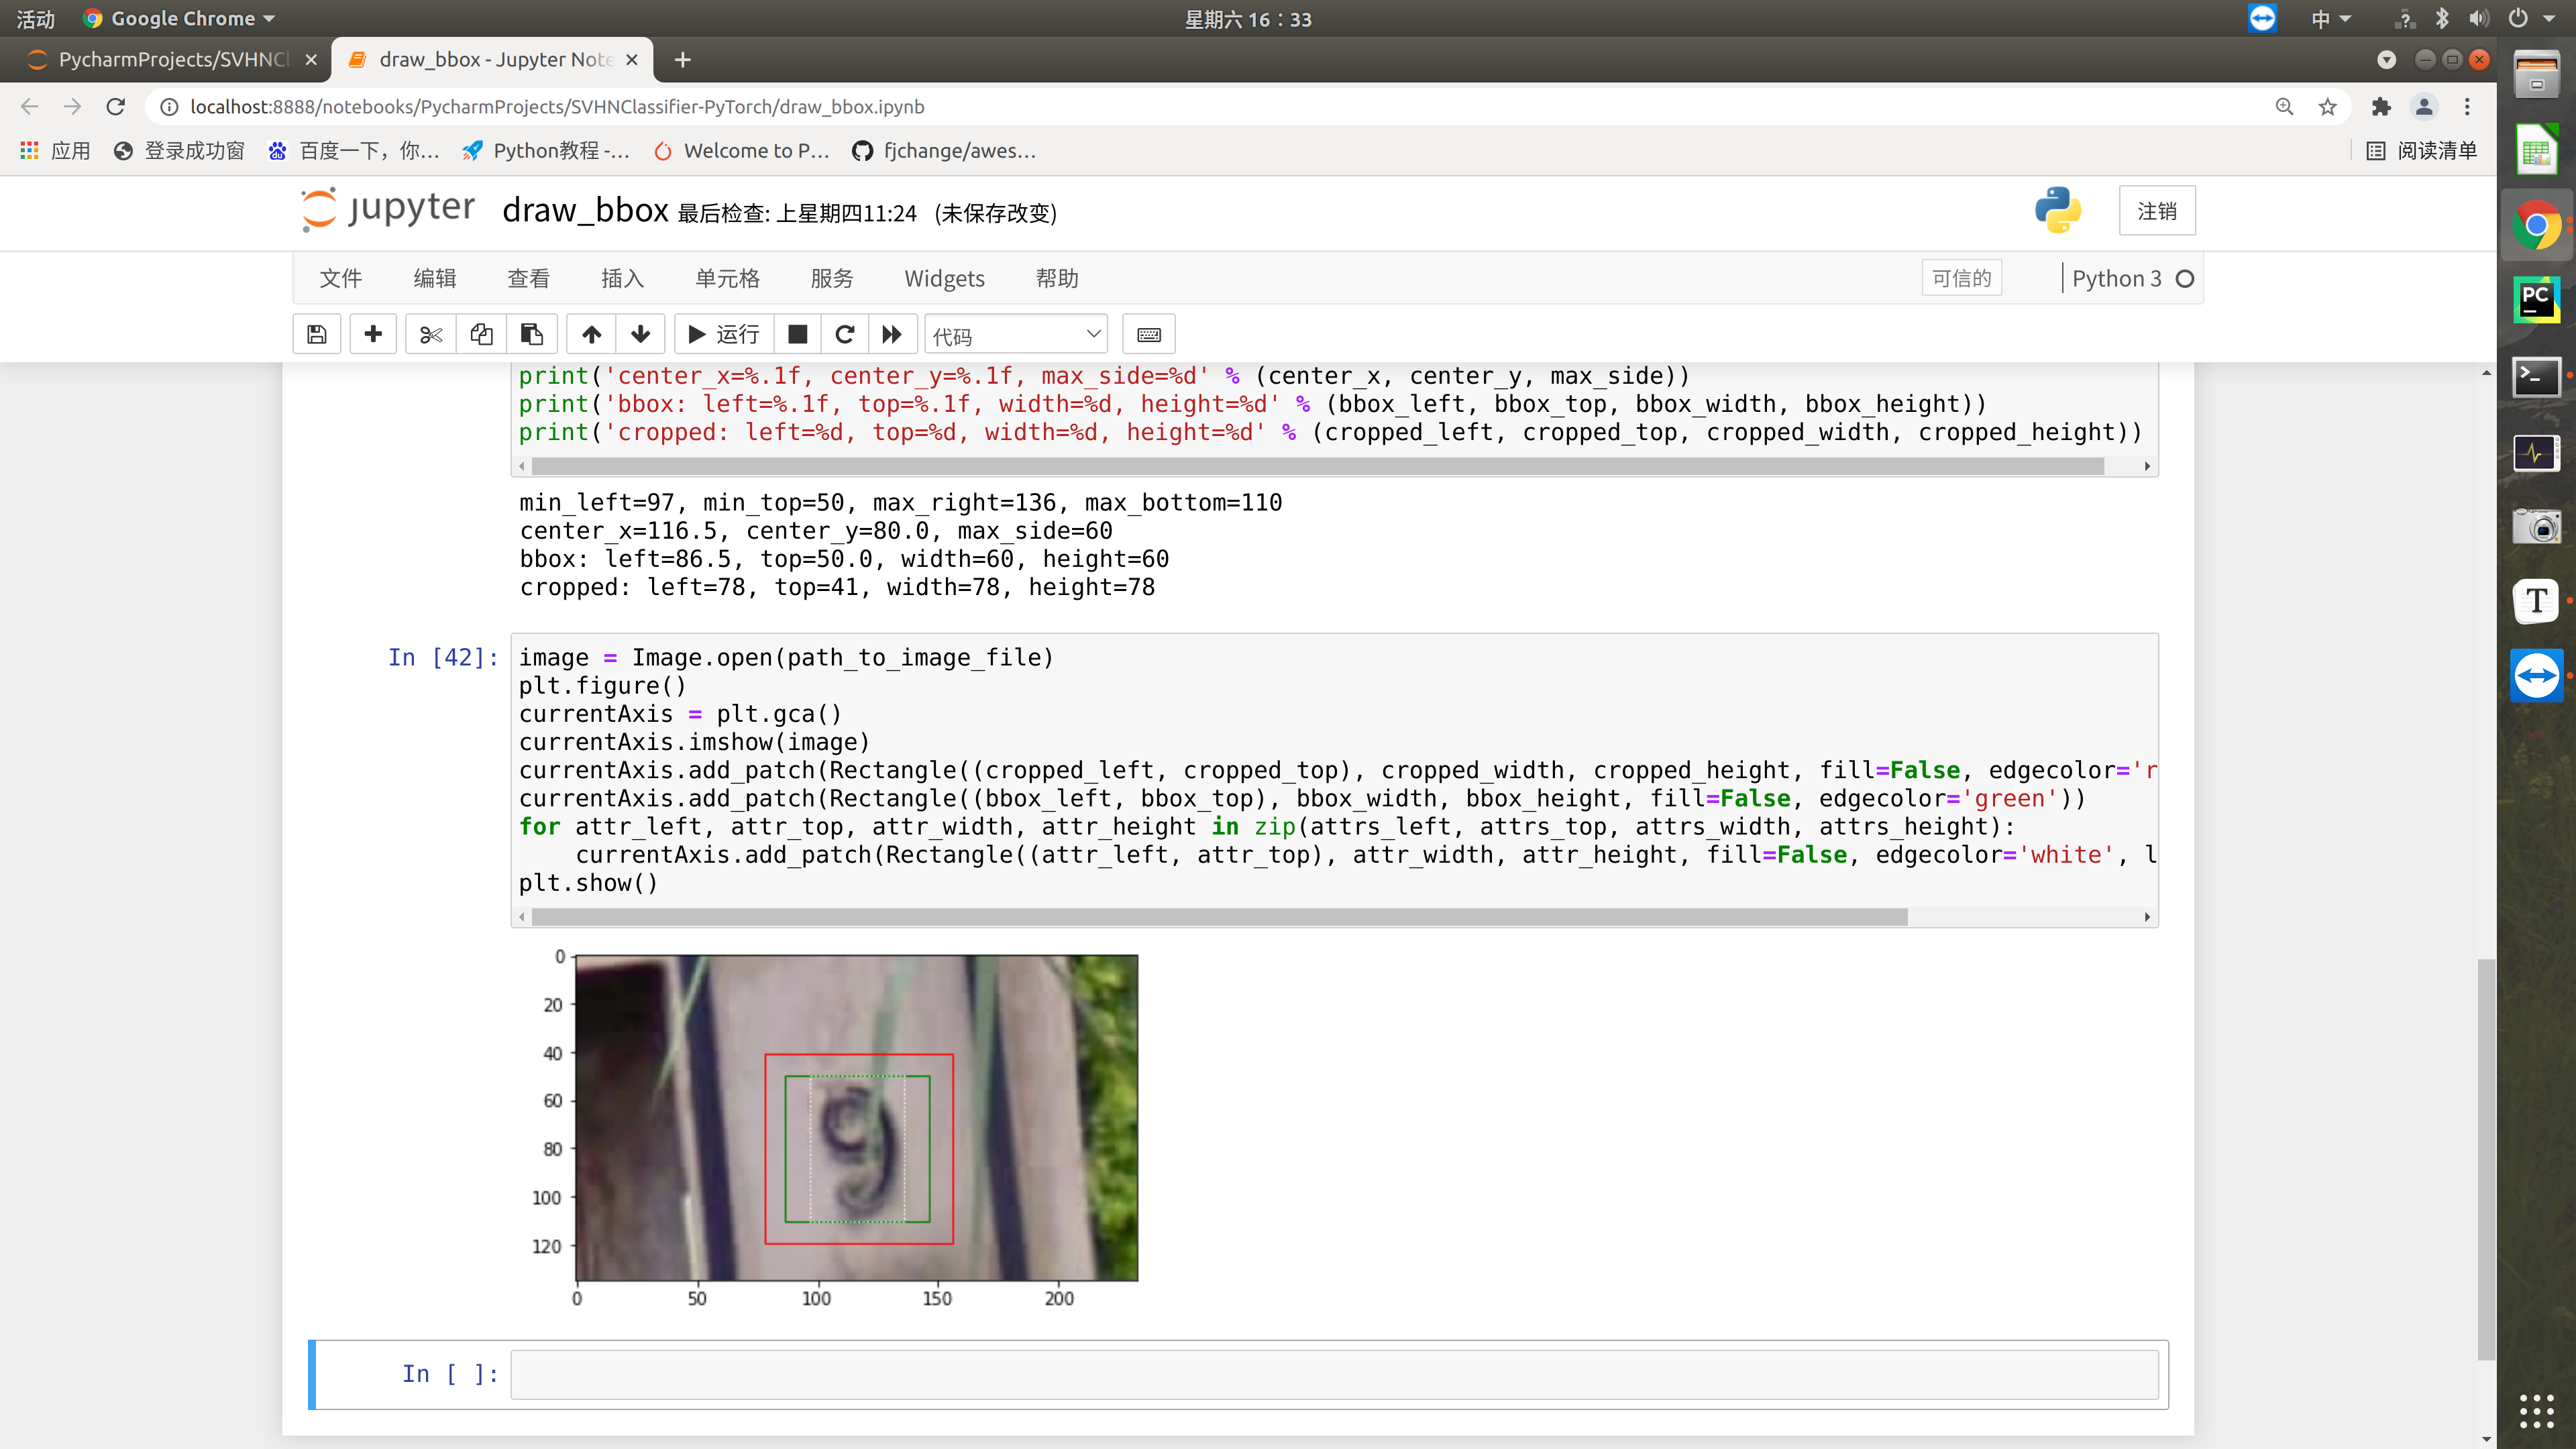 活动 Google Chrome 星期六 16：33 中
PycharmProjects/SVHNCl draw_bbox - Jupyter Note
localhost:8888/notebooks/PycharmProjects/SVHNClassifier-PyTorch/draw_bbox.ipynb
应用 登录成功窗 百度一下，你... Python教程 -... Welcome to P... fjchange/awes... 阅读清单
jupyter draw_bbox 最后检查: 上星期四11:24 (未保存改变) 注销
文件 编辑 查看 插入 单元格 服务 Widgets 帮助 可信的 Python 3
运行 代码
print('center_x=%.1f, center_y=%.1f, max_side=%d' % (center_x, center_y, max_side))
print('bbox: left=%.1f, top=%.1f, width=%d, height=%d' % (bbox_left, bbox_top, bbox_width, bbox_height))
print('cropped: left=%d, top=%d, width=%d, height=%d' % (cropped_left, cropped_top, cropped_width, cropped_height))
min_left=97, min_top=50, max_right=136, max_bottom=110
center_x=116.5, center_y=80.0, max_side=60
bbox: left=86.5, top=50.0, width=60, height=60
cropped: left=78, top=41, width=78, height=78
In [42]:
image = Image.open(path_to_image_file)
plt.figure()
currentAxis = plt.gca()
currentAxis.imshow(image)
currentAxis.add_patch(Rectangle((cropped_left, cropped_top), cropped_width, cropped_height, fill=False, edgecolor='r
currentAxis.add_patch(Rectangle((bbox_left, bbox_top), bbox_width, bbox_height, fill=False, edgecolor='green'))
for attr_left, attr_top, attr_width, attr_height in zip(attrs_left, attrs_top, attrs_width, attrs_height):
    currentAxis.add_patch(Rectangle((attr_left, attr_top), attr_width, attr_height, fill=False, edgecolor='white', l
plt.show()
0
20
40
60
80
100
120
9
0 50 100 150 200
In [ ]:
PC
T